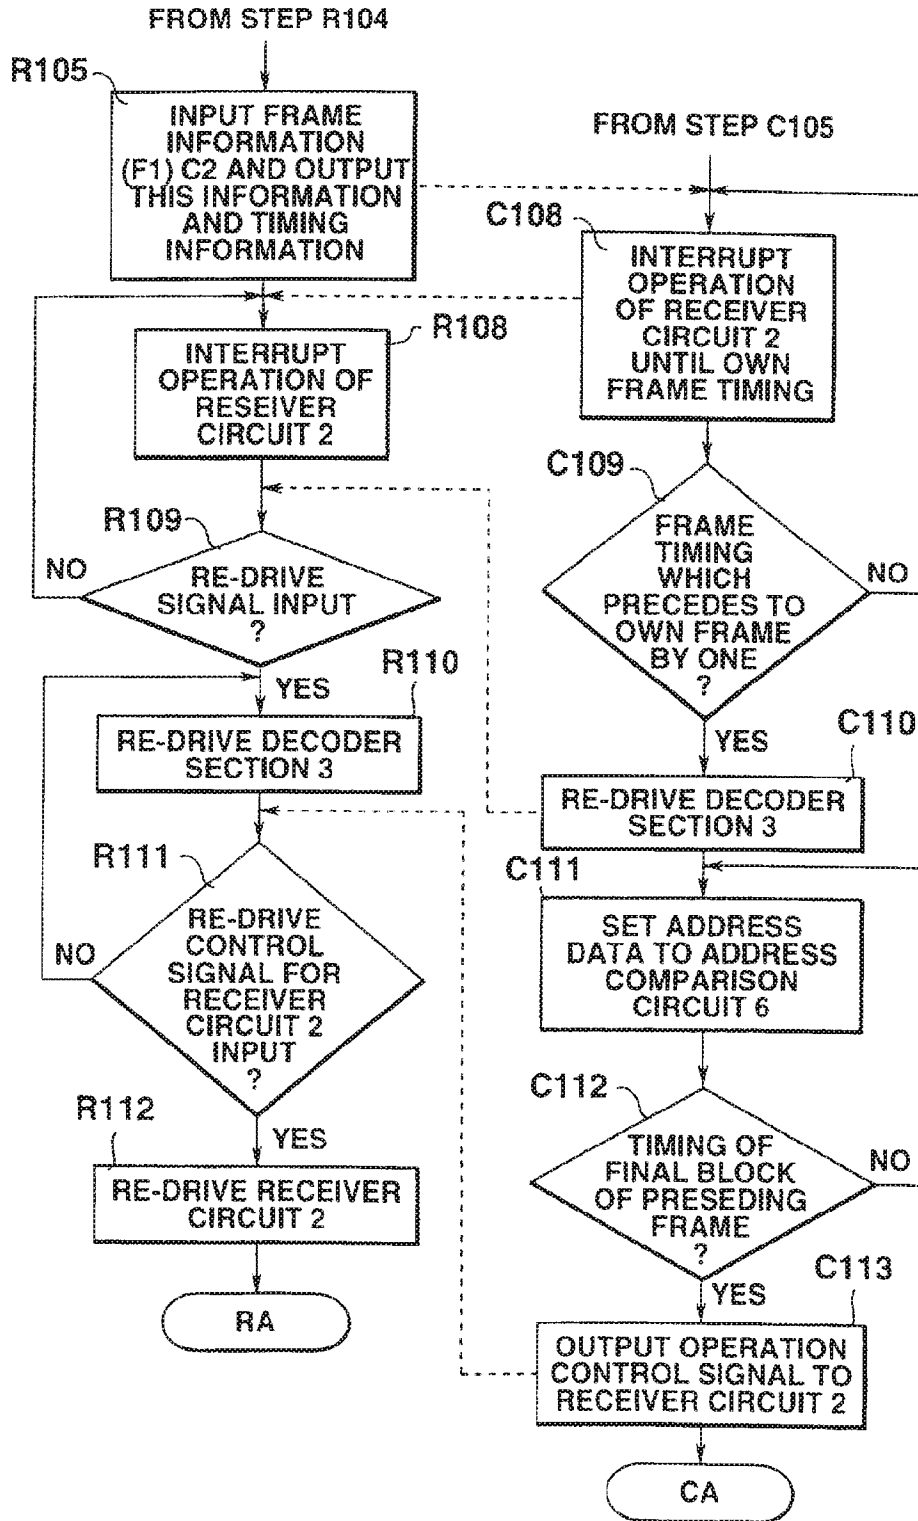 FROM STEP R104
R105
INPUT FRAME
INFORMATION
(F1) C2 AND OUTPUT
THIS INFORMATION
AND TIMING
INFORMATION
R108
INTERRUPT
OPERATION OF
RESEIVER
CIRCUIT 2
R109
NO
RE-DRIVE
SIGNAL INPUT
?
YES
R110
RE-DRIVE DECODER
SECTION 3
R111
NO
RE-DRIVE
CONTROL
SIGNAL FOR
RECEIVER
CIRCUIT 2
INPUT
?
YES
R112
RE-DRIVE RECEIVER
CIRCUIT 2
RA
FROM STEP C105
C108
INTERRUPT
OPERATION
OF RECEIVER
CIRCUIT 2
UNTIL OWN
FRAME TIMING
C109
FRAME
TIMING
WHICH
PRECEDES TO
OWN FRAME
BY ONE
?
NO
YES
C110
RE-DRIVE DECODER
SECTION 3
C111
SET ADDRESS
DATA TO ADDRESS
COMPARISON
CIRCUIT 6
C112
TIMING OF
FINAL BLOCK
OF PRESEDING
FRAME
?
NO
YES
C113
OUTPUT OPERATION
CONTROL SIGNAL TO
RECEIVER CIRCUIT 2
CA